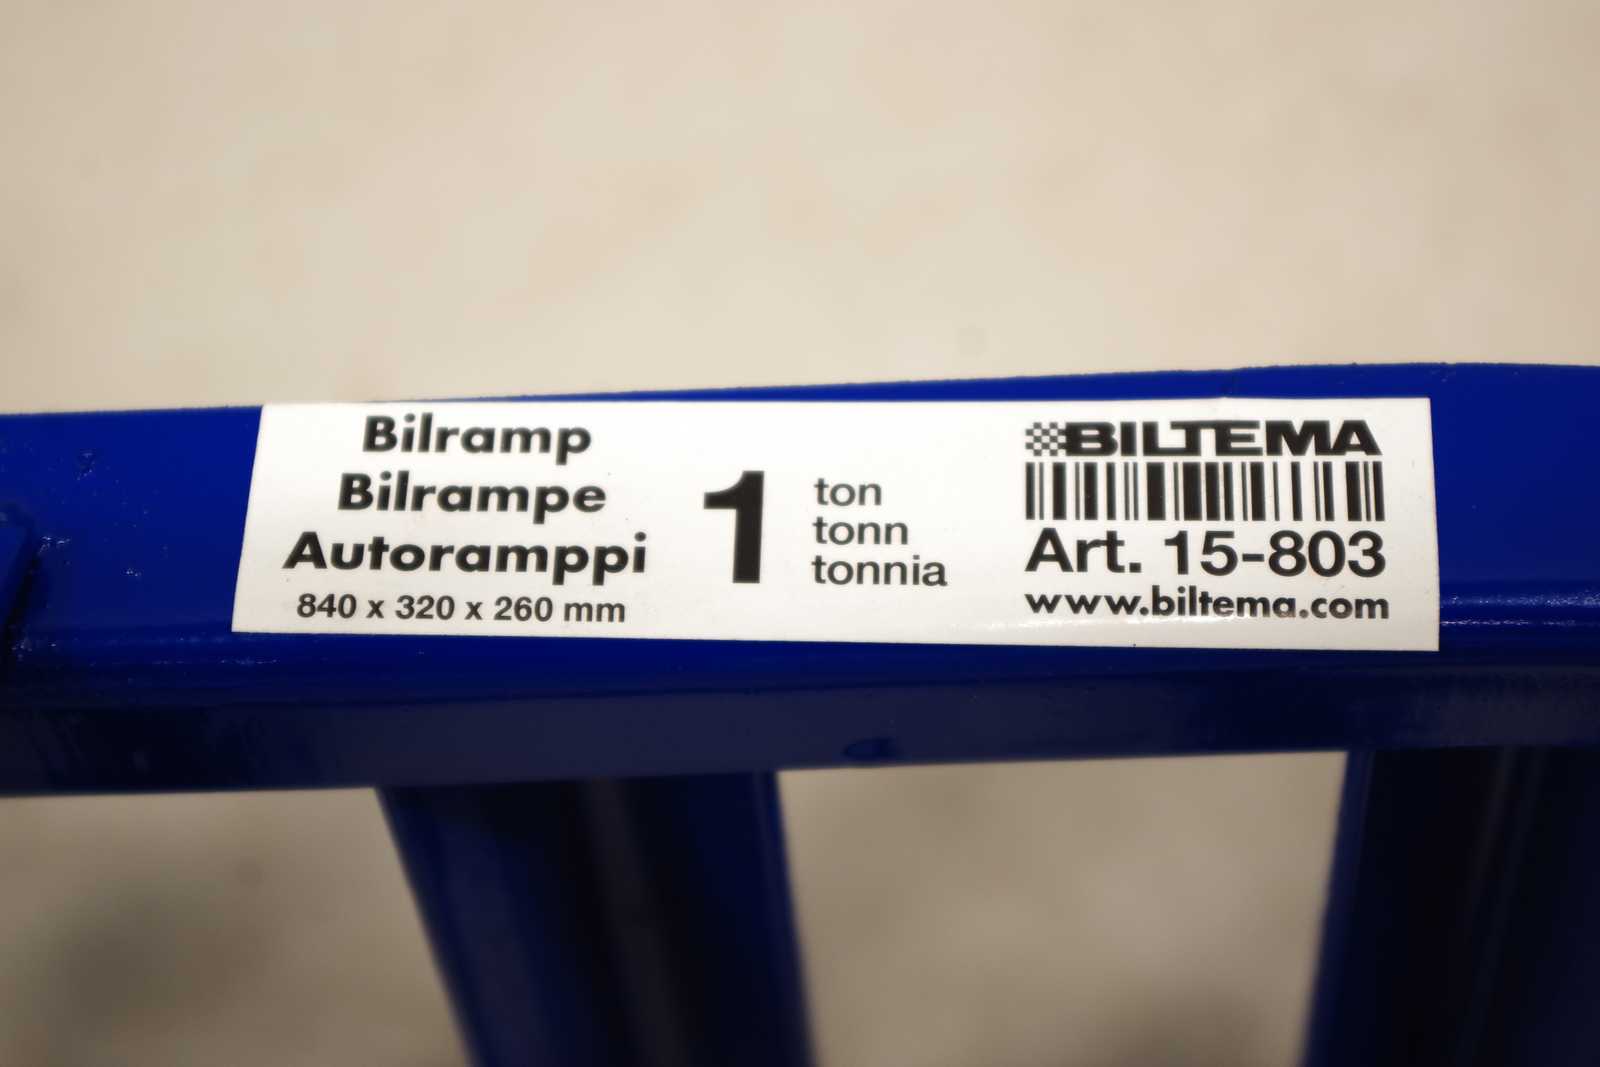 Bilramp
Bilrampe
Autoramppi
840 x 320 x 260 mm
1
ton
tonn
tonnia
BILTEMA
Art. 15-803
www.biltema.com